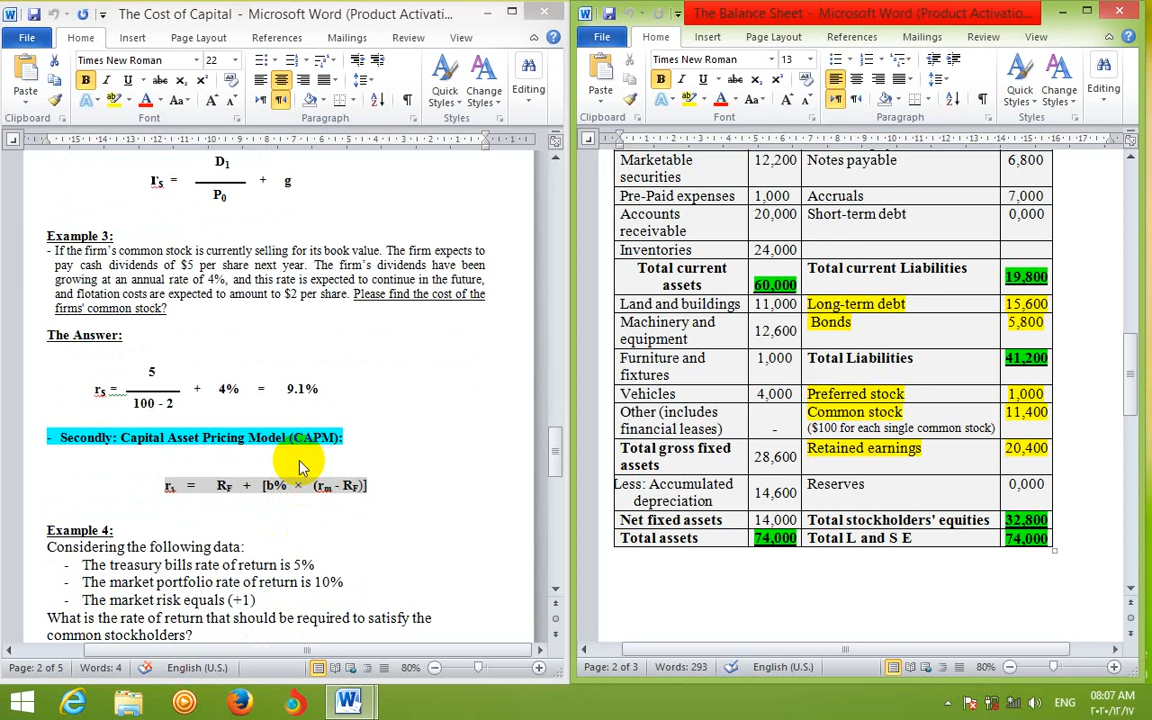 The Cost of Capital - Microsoft Word (Product Activati...
File Home Insert Page Layout References Mailings Review View
Paste
Times New Roman 22
B I U abc x₂ x²
Aa
Quick Styles
Change Styles
Editing
Clipboard Font Paragraph Styles
D1
rs = + g
P0
Example 3:
- If the firm's common stock is currently selling for its book value. The firm expects to
pay cash dividends of $5 per share next year. The firm's dividends have been
growing at an annual rate of 4%, and this rate is expected to continue in the future,
and flotation costs are expected to amount to $2 per share. Please find the cost of the
firms' common stock?
The Answer:
5
rs = + 4% = 9.1%
100 - 2
- Secondly: Capital Asset Pricing Model (CAPM):
ri = RF + [b% × (rm - RF)]
Example 4:
Considering the following data:
- The treasury bills rate of return is 5%
- The market portfolio rate of return is 10%
- The market risk equals (+1)
What is the rate of return that should be required to satisfy the
common stockholders?
Page: 2 of 5 Words: 4 English (U.S.) 80%
The Balance Sheet - Microsoft Word (Product Activatio...
File Home Insert Page Layout References Mailings Review View
Paste
Times New Roman 13
B I U abc x₂ x²
Aa
Quick Styles
Change Styles
Editing
Clipboard Font Paragraph Styles
Marketable securities 12,200 Notes payable 6,800
Pre-Paid expenses 1,000 Accruals 7,000
Accounts receivable 20,000 Short-term debt 0,000
Inventories 24,000
Total current assets 60,000 Total current Liabilities 19,800
Land and buildings 11,000 Long-term debt 15,600
Machinery and equipment 12,600 Bonds 5,800
Furniture and fixtures 1,000 Total Liabilities 41,200
Vehicles 4,000 Preferred stock 1,000
Other (includes financial leases) - Common stock ($100 for each single common stock) 11,400
Total gross fixed assets 28,600 Retained earnings 20,400
Less: Accumulated depreciation 14,600 Reserves 0,000
Net fixed assets 14,000 Total stockholders' equities 32,800
Total assets 74,000 Total L and S E 74,000
Page: 2 of 3 Words: 293 English (U.S.) 80%
ENG
08:07 AM
٢٠٢٠/١٢/١٧